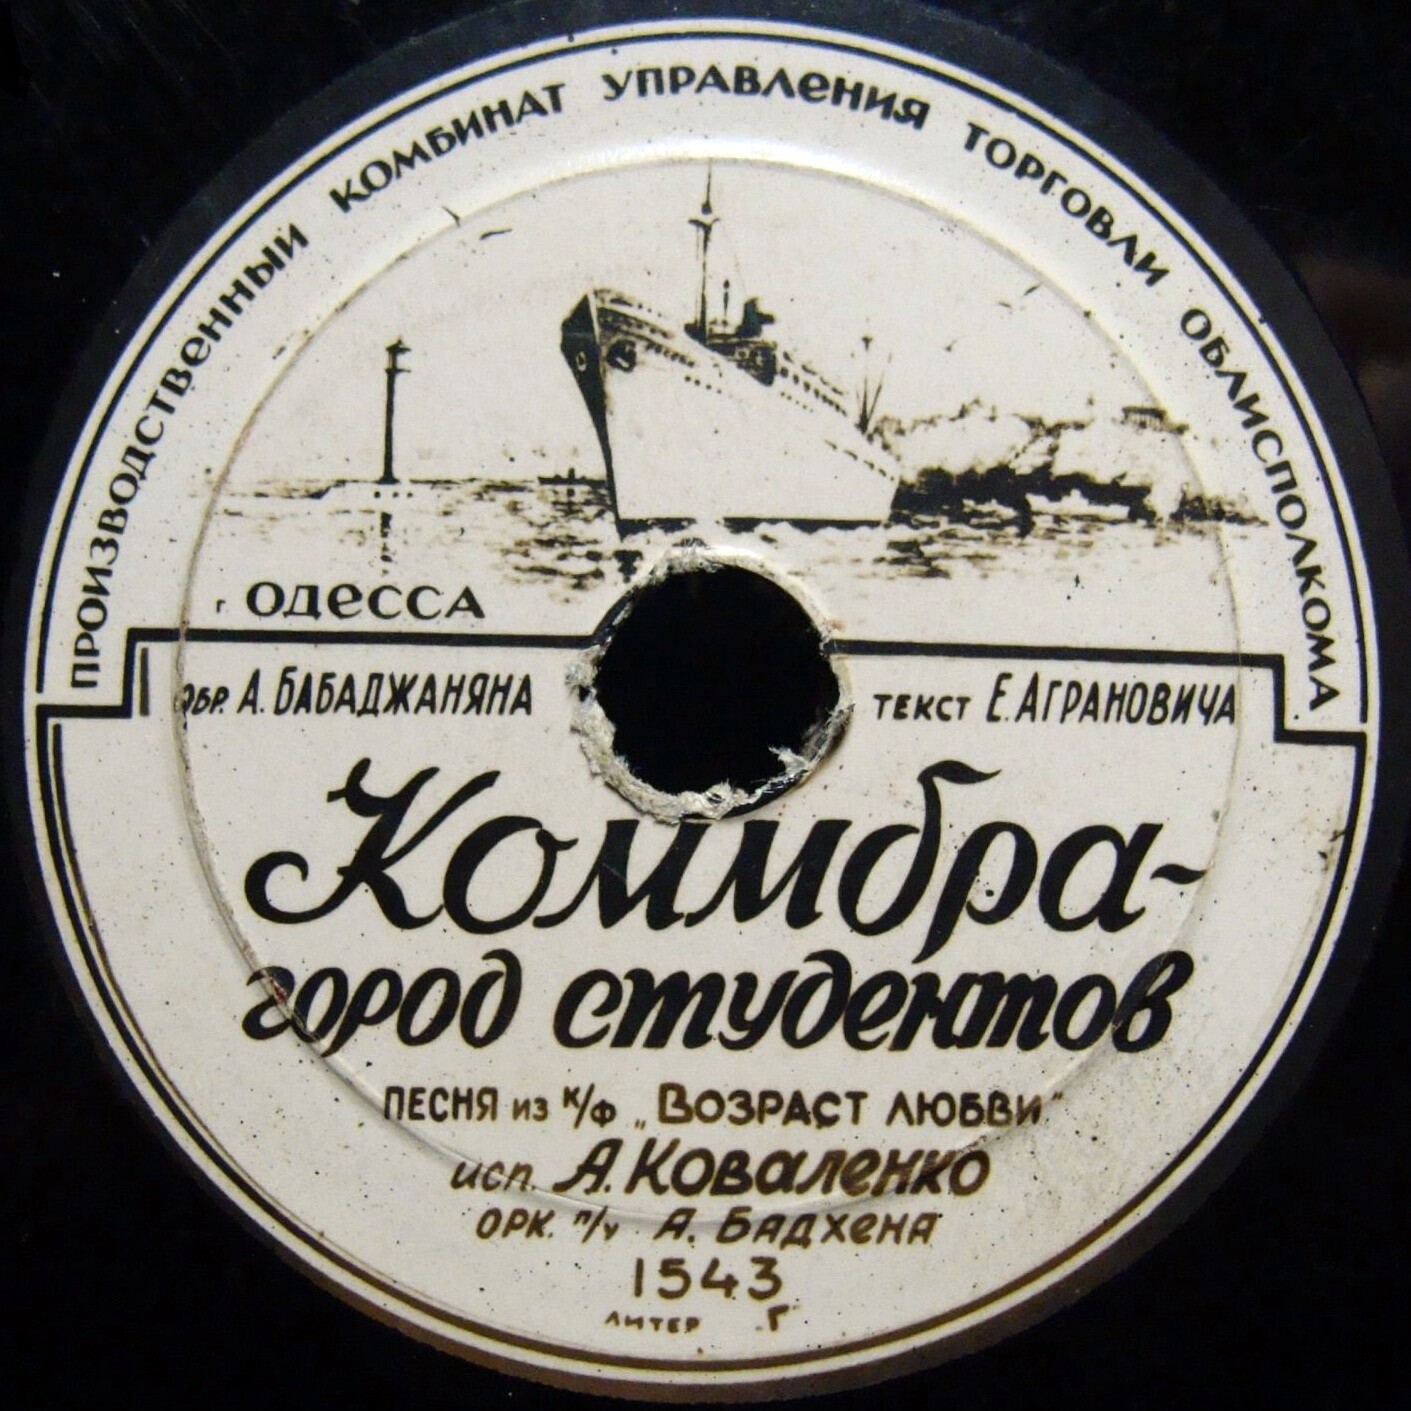 ПРОИЗВОДСТВЕННЫЙ КОМБИНАТ УПРАВЛЕНИЯ ТОРГОВЛИ ОБЛИСПОЛКОМА
г. ОДЕССА
ОБР. А. БАБАДЖАНЯНА
ТЕКСТ Е. АГРАНОВИЧА
Коимбра-
город студентов
ПЕСНЯ ИЗ К/Ф „ВОЗРАСТ ЛЮБВИ"
исп. А. КОВАЛЕНКО
ОРК. П/У А. БАДХЕНА
1543
ЛИТЕР Г